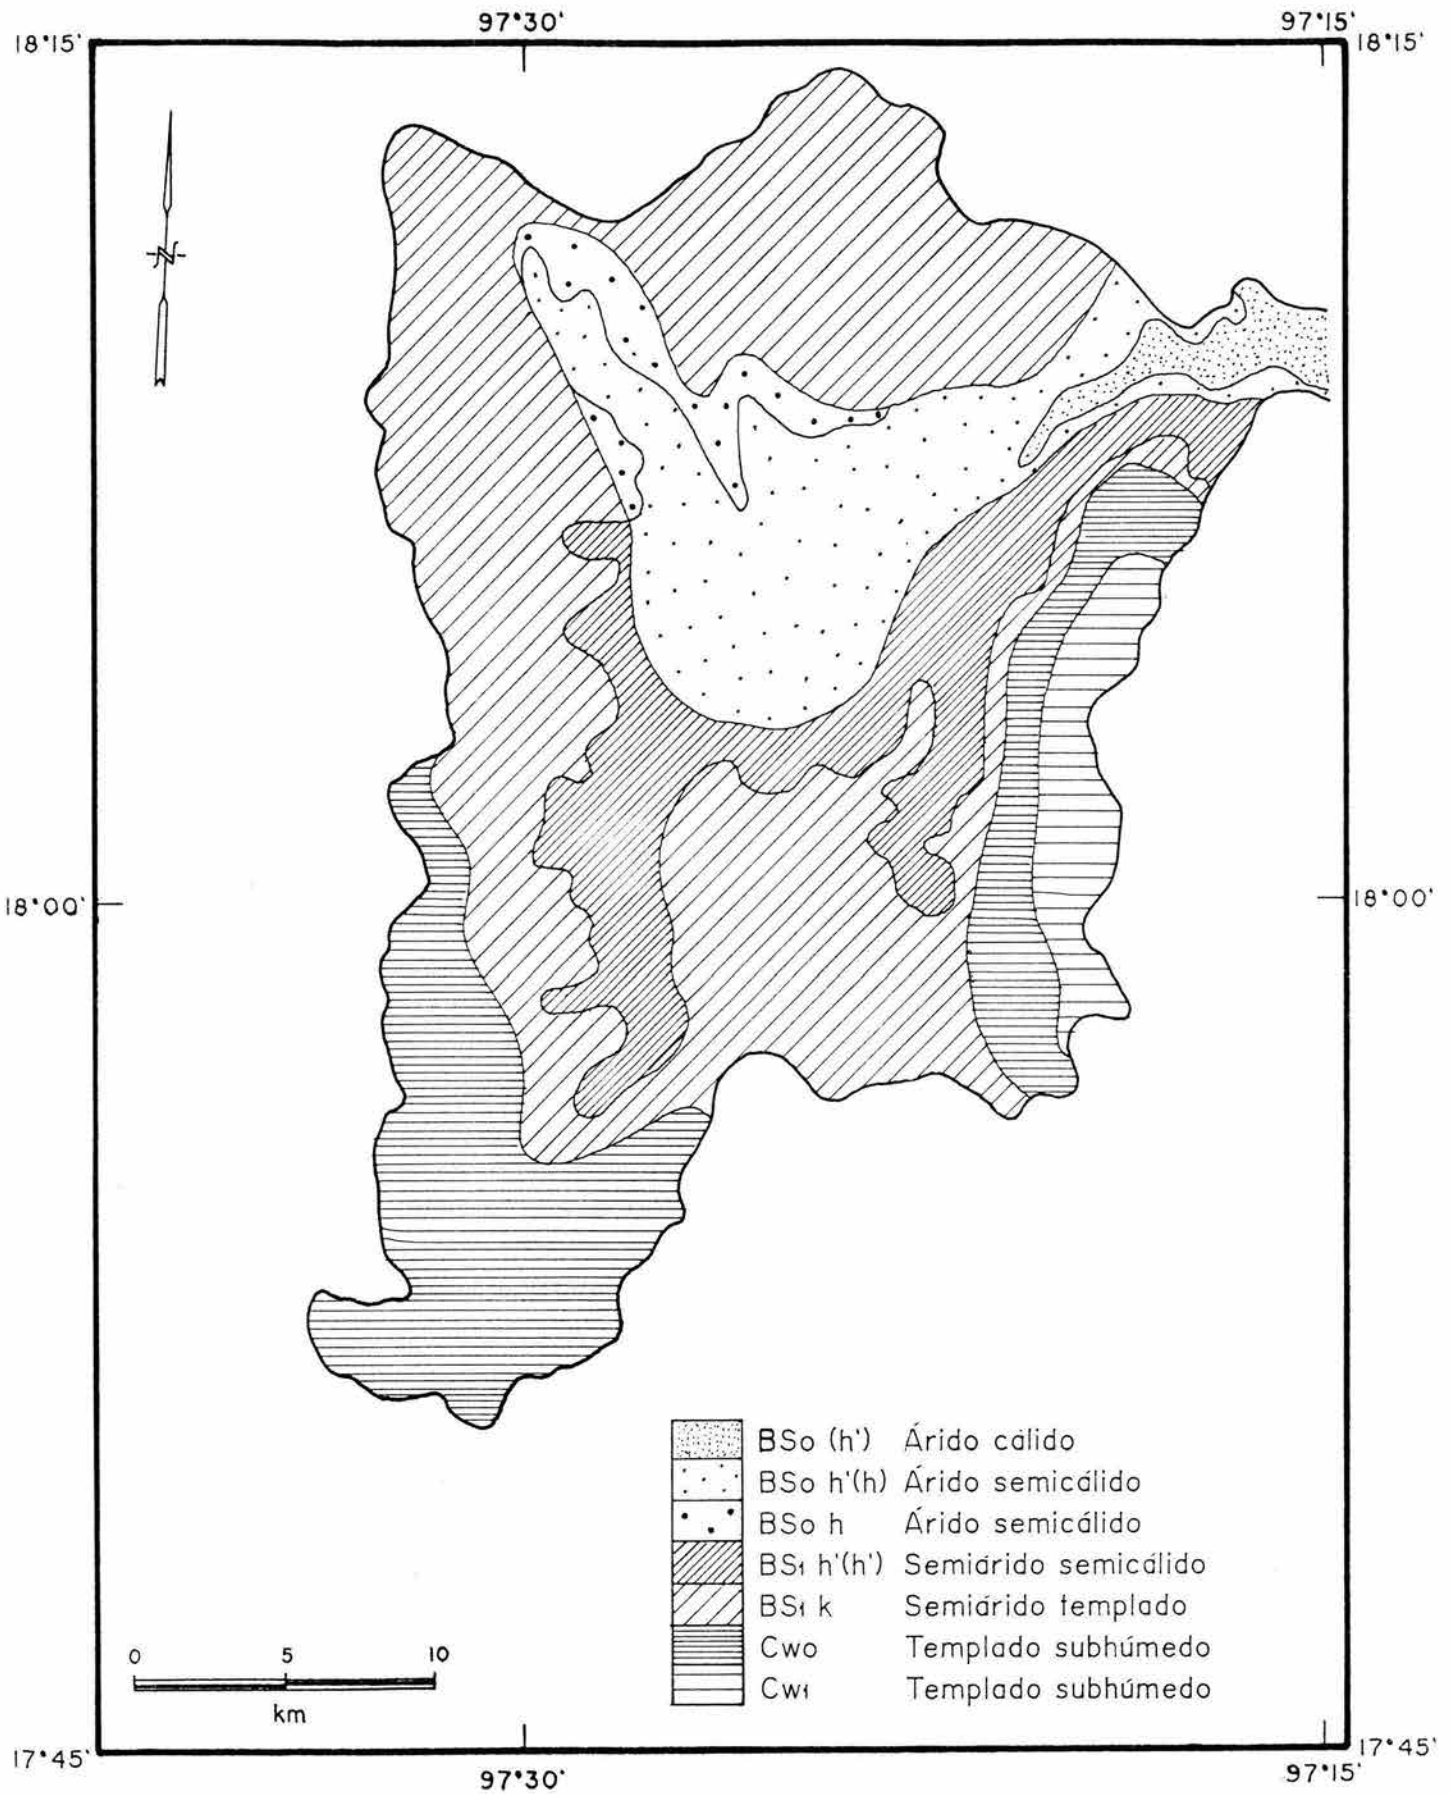 97°30' 97°15'
18°15' 18°15'
N
18°00' 18°00'
BSo (h') Árido cálido
BSo h'(h) Árido semicálido
BSo h Árido semicálido
BS1 h'(h') Semiárido semicálido
BS1 k Semiárido templado
Cwo Templado subhúmedo
Cw1 Templado subhúmedo
0 5 10
km
17°45' 17°45'
97°30' 97°15'